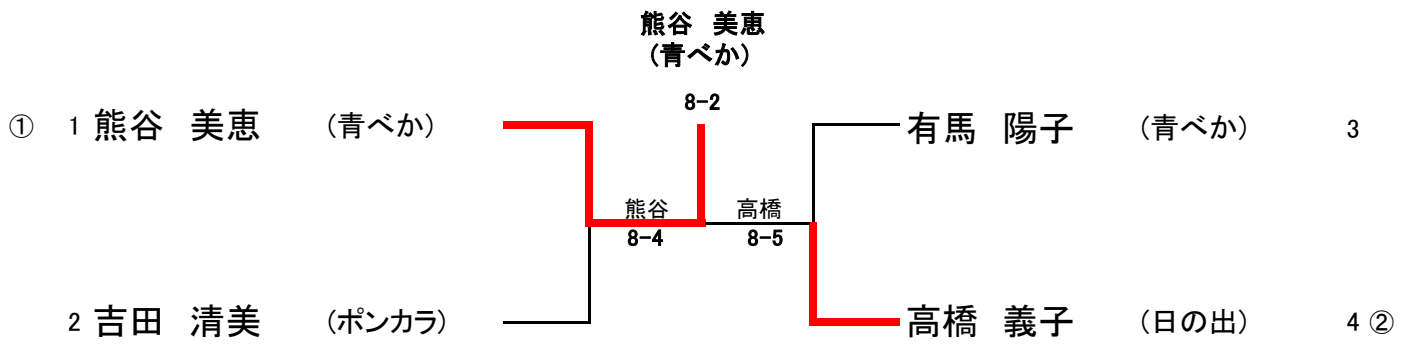 熊谷 美恵
(青べか)
8-2
① 1 熊谷 美恵 (青べか)
有馬 陽子 (青べか) 3
熊谷 高橋
8-4 8-5
2 吉田 清美 (ポンカラ)
高橋 義子 (日の出) 4 ②